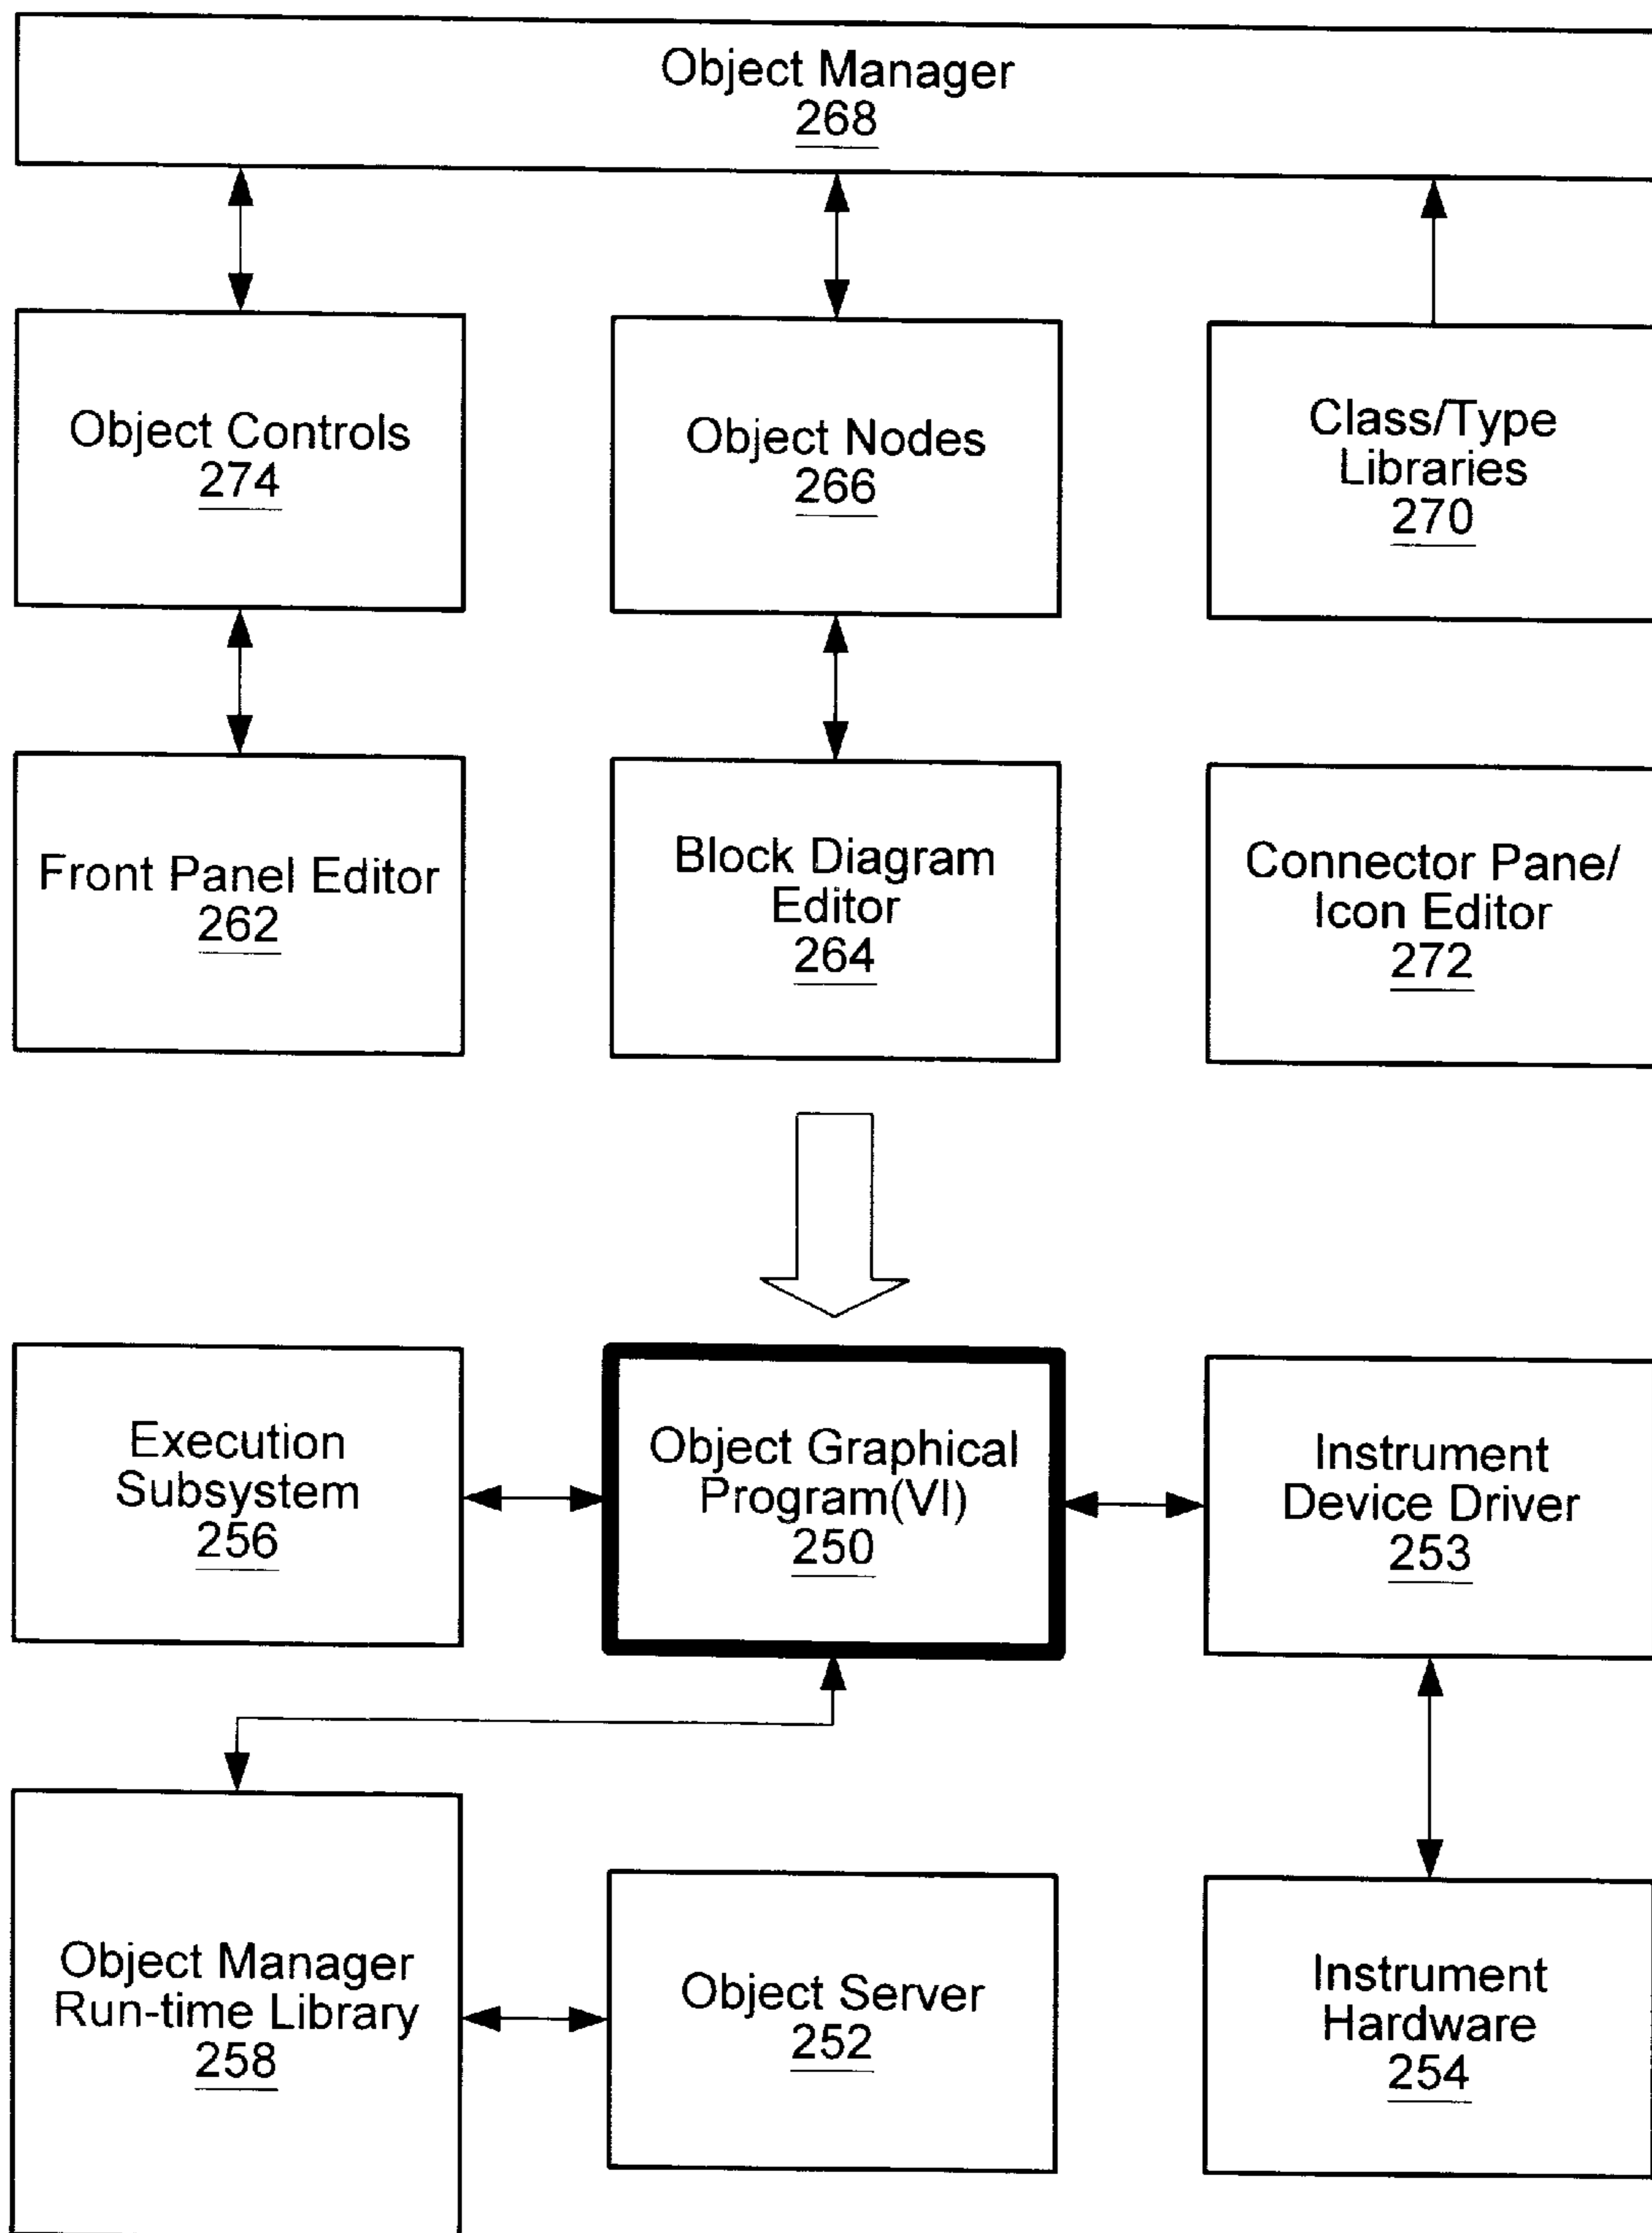 Object Manager
268
Object Controls
274
Object Nodes
266
Class/Type
Libraries
270
Front Panel Editor
262
Block Diagram
Editor
264
Connector Pane/
Icon Editor
272
Execution
Subsystem
256
Object Graphical
Program(VI)
250
Instrument
Device Driver
253
Object Manager
Run-time Library
258
Object Server
252
Instrument
Hardware
254